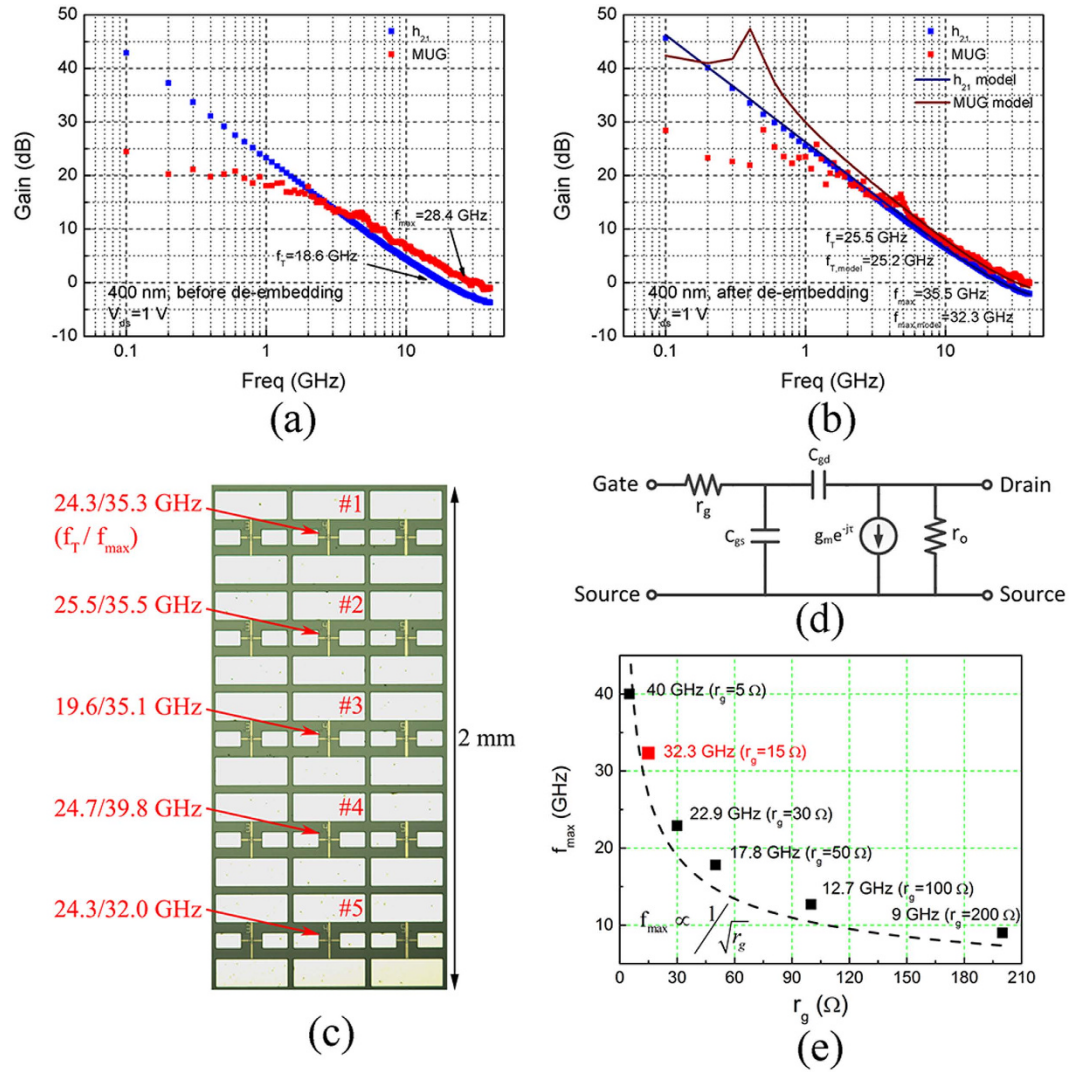 50
40
30
20
10
0
-10
Gain (dB)
h21
MUG
fmax=28.4 GHz
fT=18.6 GHz
400 nm, before de-embedding
Vds=1 V
0.1 1 10
Freq (GHz)
(a)
50
40
30
20
10
0
-10
Gain (dB)
h21
MUG
h21 model
MUG model
fT=25.5 GHz
fT,model=25.2 GHz
400 nm, after de-embedding
Vds=1 V
fmax=35.5 GHz
fmax,model=32.3 GHz
0.1 1 10
Freq (GHz)
(b)
24.3/35.3 GHz
(fT/ fmax)
#1
25.5/35.5 GHz
#2
19.6/35.1 GHz
#3
24.7/39.8 GHz
#4
24.3/32.0 GHz
#5
2 mm
(c)
Gate
rg
Cgd
Drain
Cgs
gme-jτ
ro
Source
Source
(d)
40
30
20
10
fmax (GHz)
40 GHz (rg=5 Ω)
32.3 GHz (rg=15 Ω)
22.9 GHz (rg=30 Ω)
17.8 GHz (rg=50 Ω)
12.7 GHz (rg=100 Ω)
9 GHz (rg=200 Ω)
fmax ∝ 1/√rg
0 30 60 90 120 150 180 210
rg (Ω)
(e)